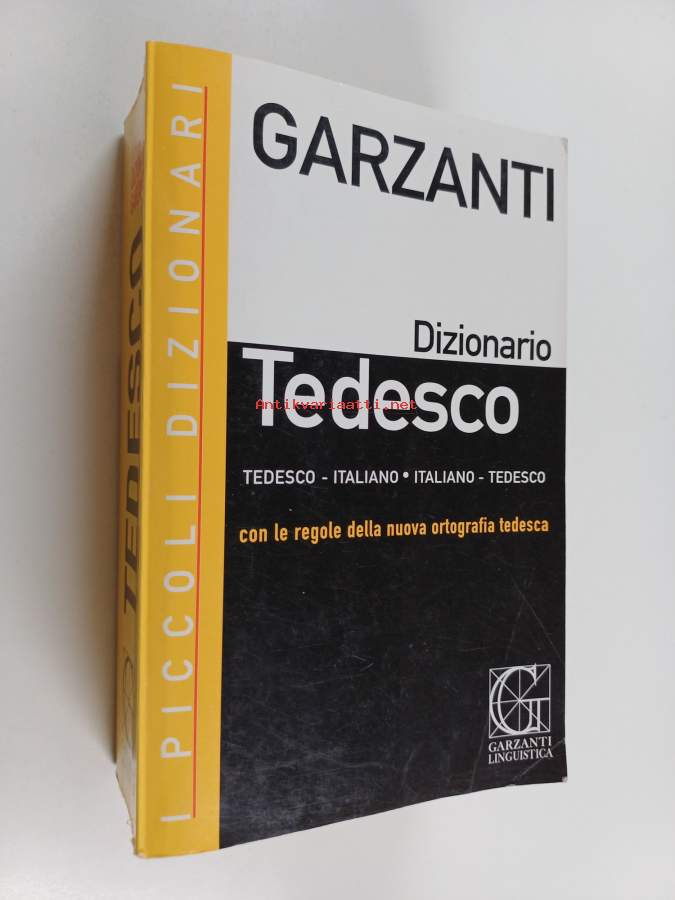 GARZANTI
Dizionario
Tedesco
Antikvariaatti.net
TEDESCO - ITALIANO • ITALIANO - TEDESCO
con le regole della nuova ortografia tedesca
GARZANTI
LINGUISTICA
I PICCOLI DIZIONARI
TEDESCO